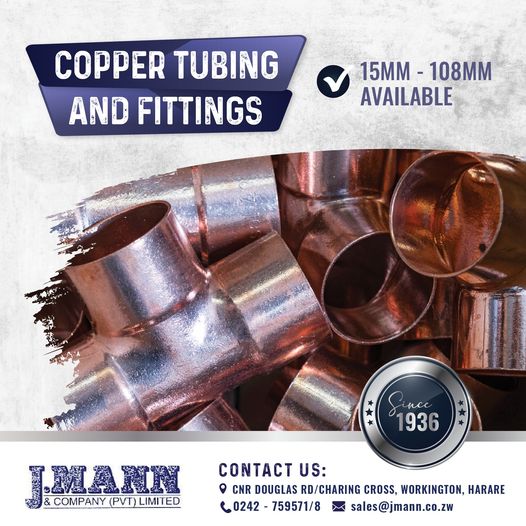 COPPER TUBING
AND FITTINGS
15MM - 108MM
AVAILABLE
Since
1936
J.MANN
& COMPANY (PVT) LIMITED
CONTACT US:
CNR DOUGLAS RD/CHARING CROSS, WORKINGTON, HARARE
0242 - 759571/8 sales@jmann.co.zw